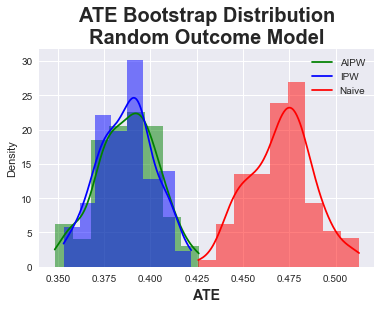 ATE Bootstrap Distribution
Random Outcome Model
AIPW
IPW
Naive
Density
30
25
20
15
10
5
0
0.350 0.375 0.400 0.425 0.450 0.475 0.500
ATE